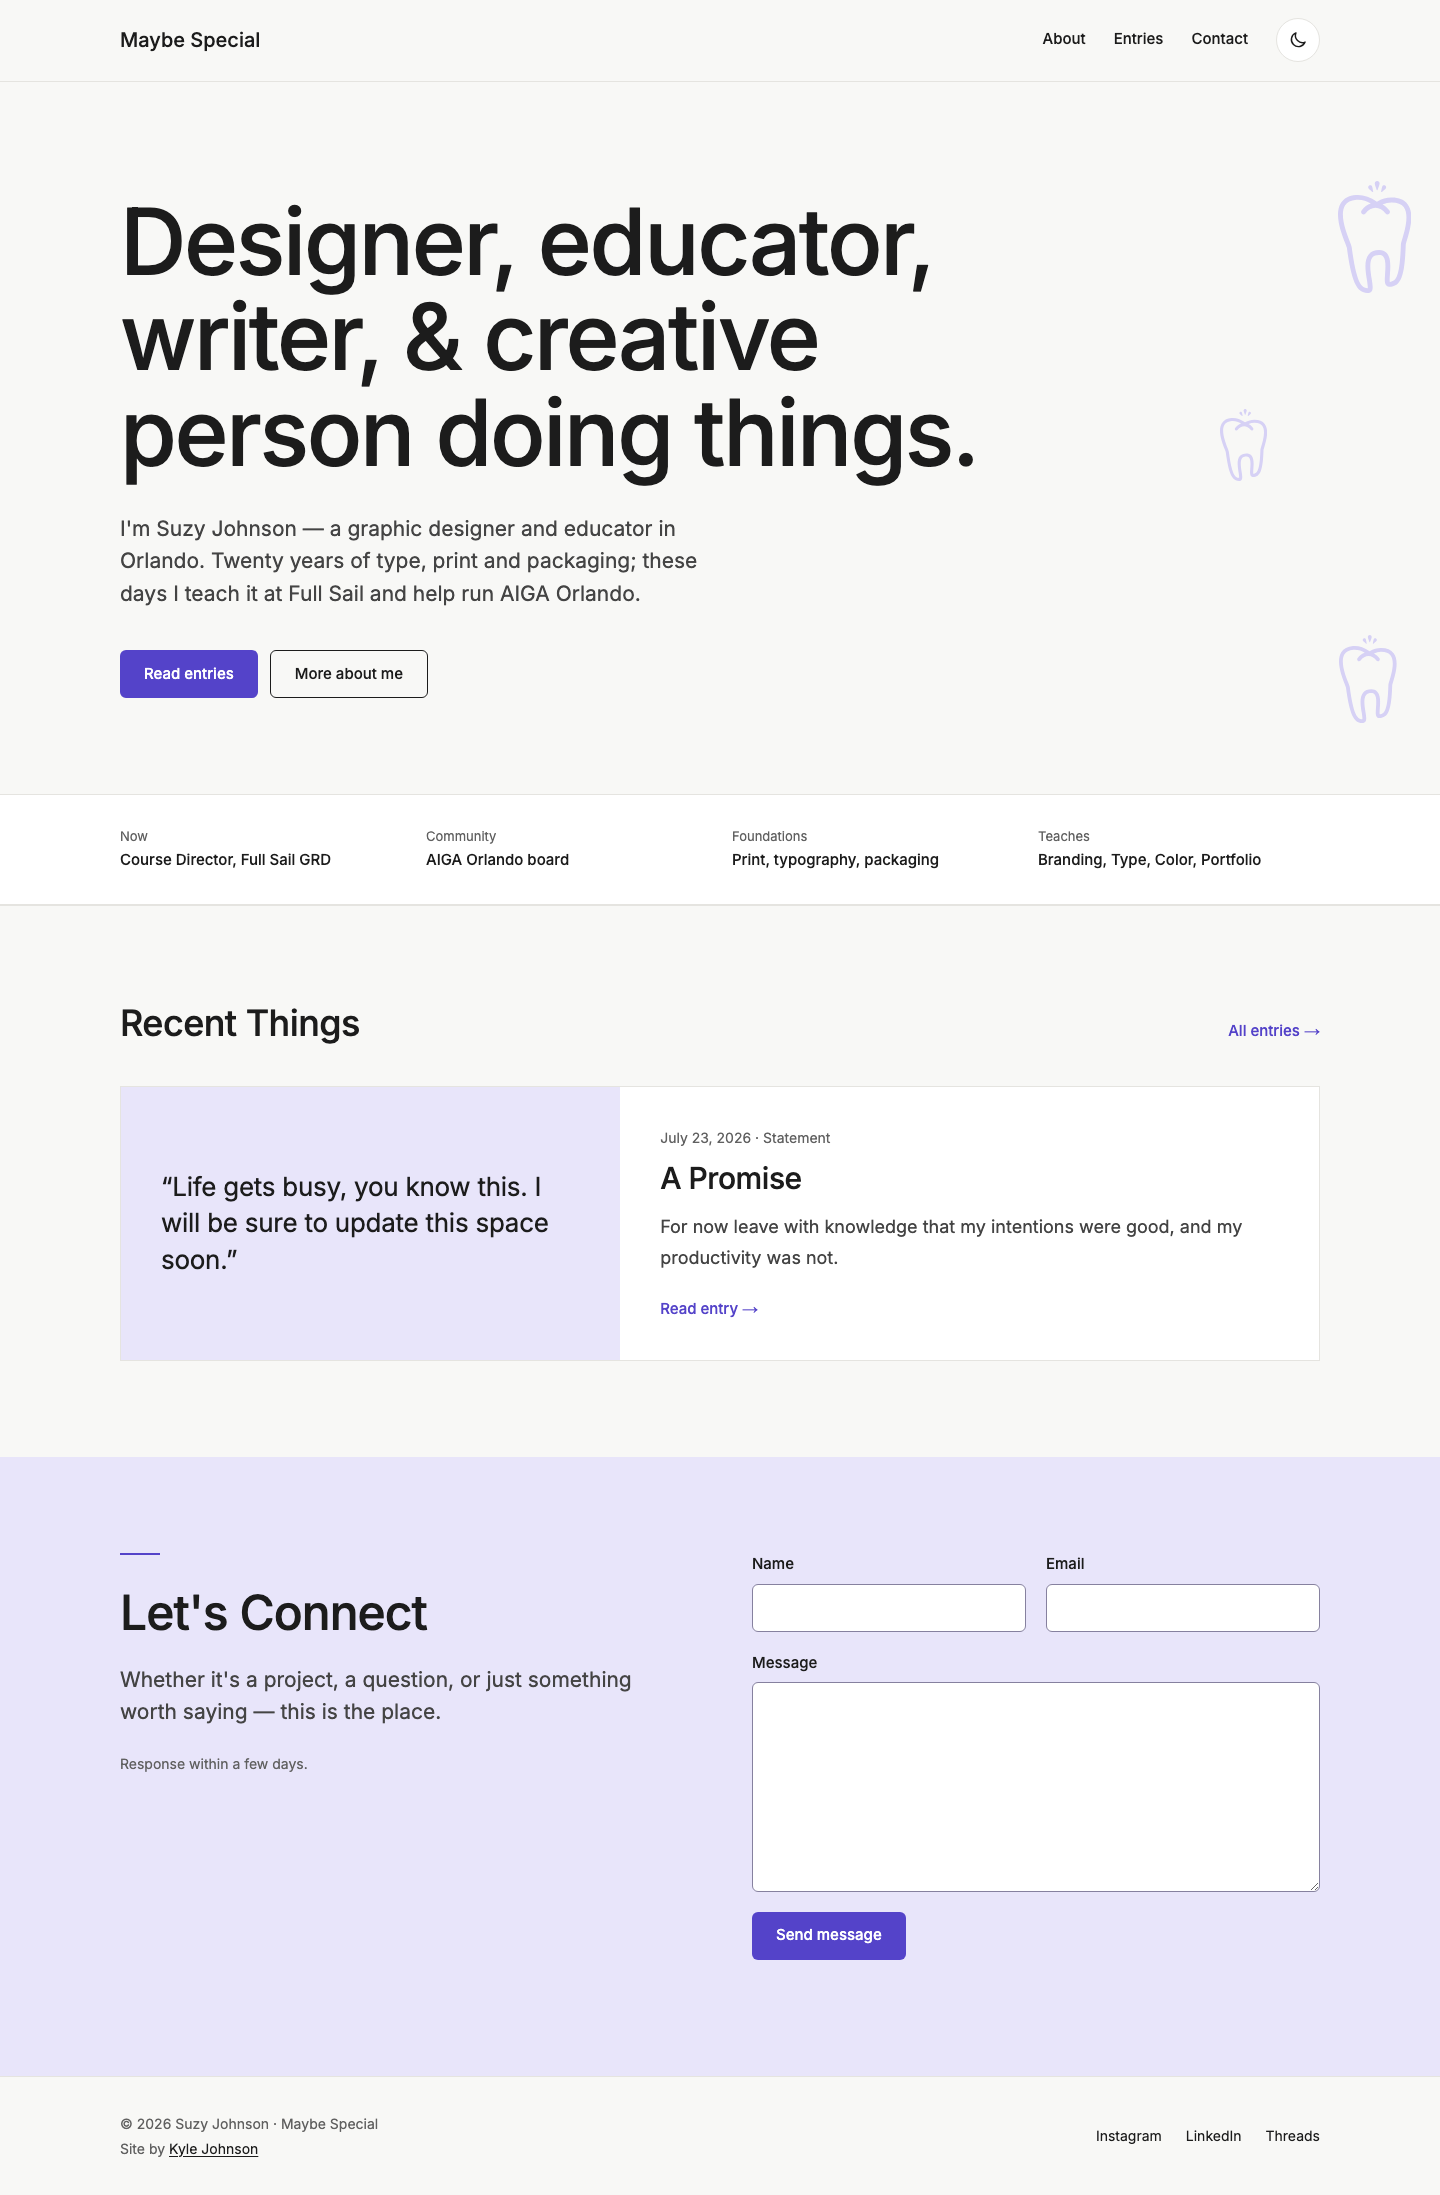 Maybe Special
About Entries Contact
Designer, educator,
writer, & creative
person doing things.
I'm Suzy Johnson — a graphic designer and educator in
Orlando. Twenty years of type, print and packaging; these
days I teach it at Full Sail and help run AIGA Orlando.
Read entries
More about me
Now
Course Director, Full Sail GRD
Community
AIGA Orlando board
Foundations
Print, typography, packaging
Teaches
Branding, Type, Color, Portfolio
Recent Things
All entries →
“Life gets busy, you know this. I
will be sure to update this space
soon.”
July 23, 2026 · Statement
A Promise
For now leave with knowledge that my intentions were good, and my
productivity was not.
Read entry →
Let's Connect
Whether it's a project, a question, or just something
worth saying — this is the place.
Response within a few days.
Name
Email
Message
Send message
© 2026 Suzy Johnson · Maybe Special
Site by Kyle Johnson
Instagram LinkedIn Threads